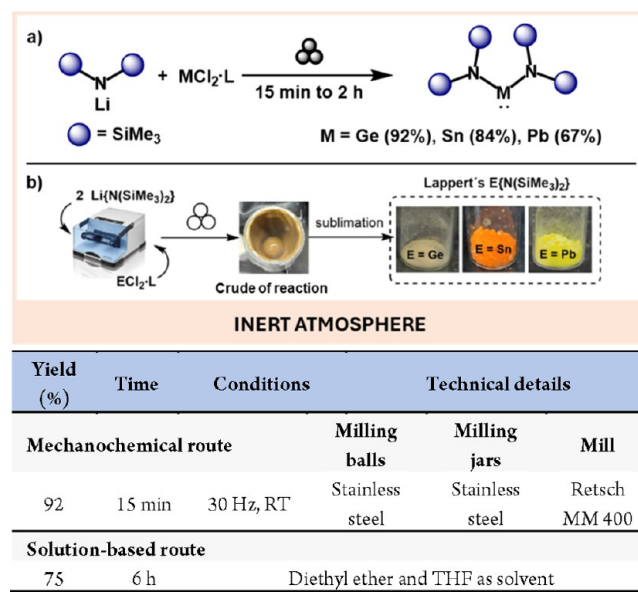 a)
N
Li
+ MCl₂·L
15 min to 2 h
N
N
M
··
= SiMe₃
M = Ge (92%), Sn (84%), Pb (67%)
b)
2 Li{N(SiMe₃)₂}
ECl₂·L
Crude of reaction
sublimation
Lappert´s E{N(SiMe₃)₂}
E = Ge
E = Sn
E = Pb
INERT ATMOSPHERE
Yield (%)
Time
Conditions
Technical details
Mechanochemical route
Milling balls
Milling jars
Mill
92
15 min
30 Hz, RT
Stainless steel
Stainless steel
Retsch MM 400
Solution-based route
75
6 h
Diethyl ether and THF as solvent